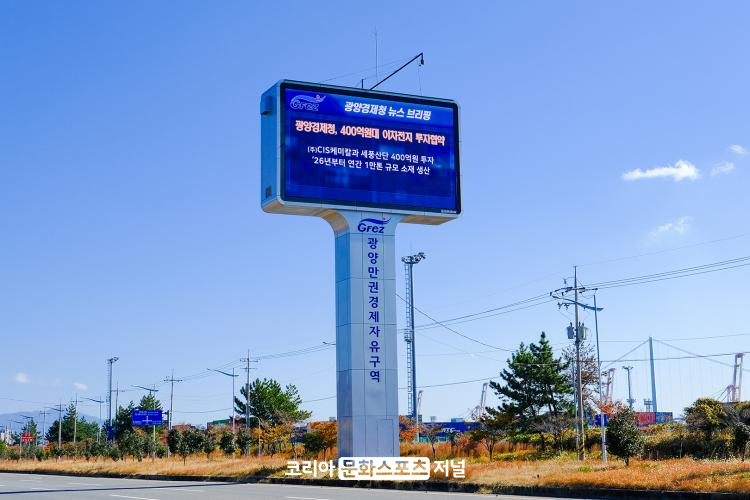 GFEZ
광양경제청 뉴스 브리핑
광양경제청, 400억원대 이차전지 투자협약
(주)CIS케미칼과 세풍산단 400억원 투자
'26년부터 연간 1만톤 규모 소재 생산
GFEZ
광양만권경제자유구역
코리아 문화스포츠 저널